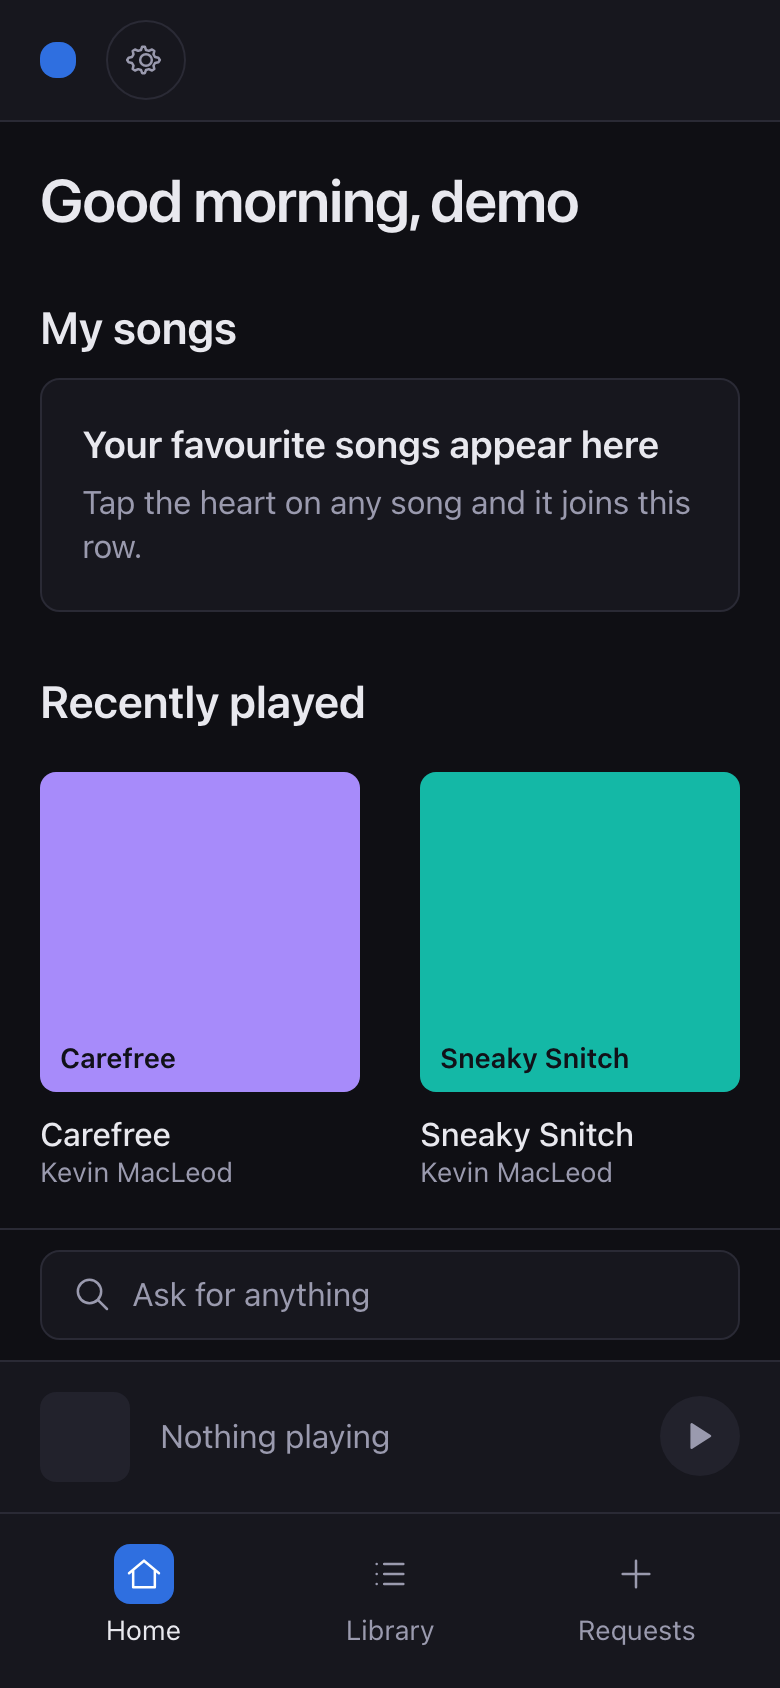 Good morning, demo
My songs
Your favourite songs appear here
Tap the heart on any song and it joins this
row.
Recently played
Carefree
Sneaky Snitch
Carefree
Sneaky Snitch
Kevin MacLeod
Kevin MacLeod
Ask for anything
Nothing playing
Home
Library
Requests